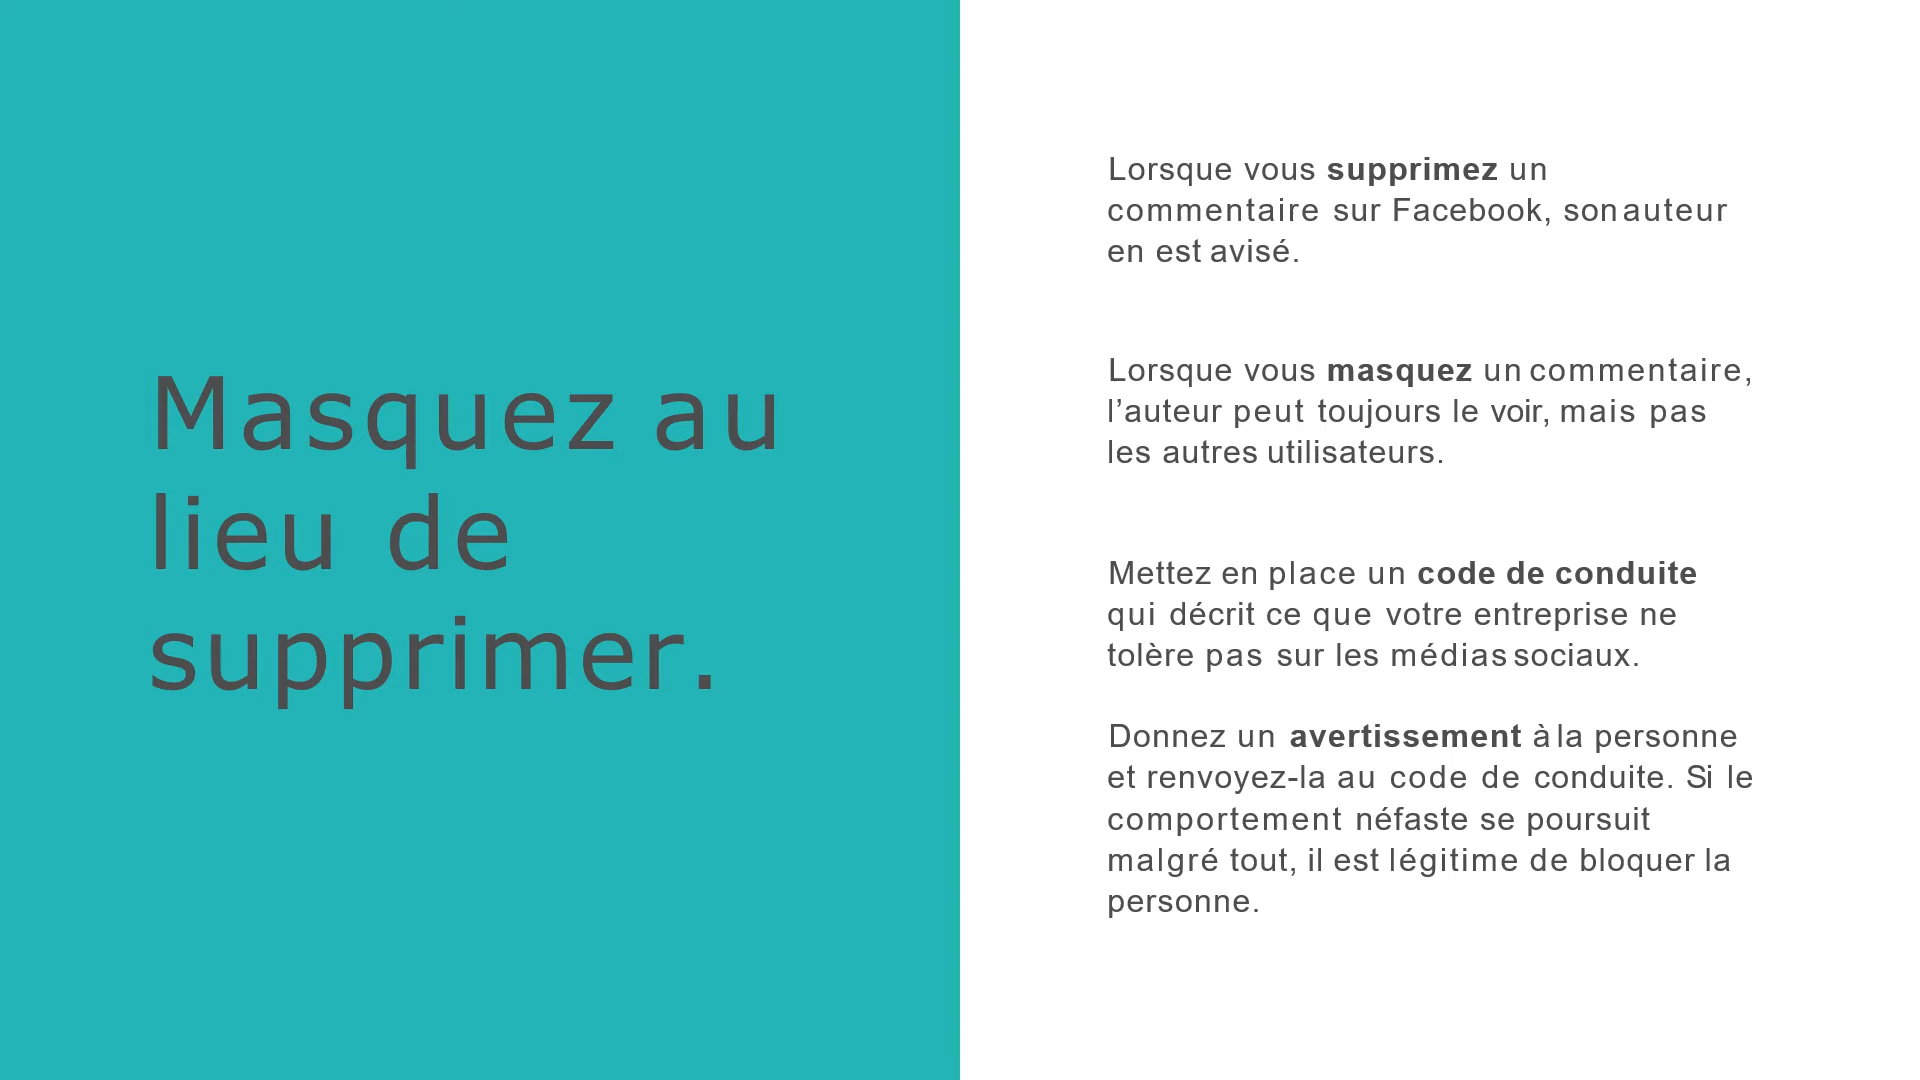 Masquez au
lieu de
supprimer.
Lorsque vous supprimez un
commentaire sur Facebook, son auteur
en est avisé.
Lorsque vous masquez un commentaire,
l’auteur peut toujours le voir, mais pas
les autres utilisateurs.
Mettez en place un code de conduite
qui décrit ce que votre entreprise ne
tolère pas sur les médias sociaux.
Donnez un avertissement à la personne
et renvoyez-la au code de conduite. Si le
comportement néfaste se poursuit
malgré tout, il est légitime de bloquer la
personne.